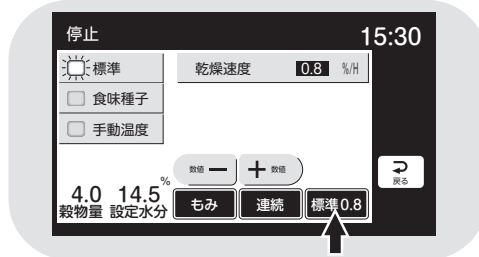 停止 15:30
標準 乾燥速度 0.8 %/H
食味種子
手動温度
数値 － ＋ 数値
戻る
4.0 14.5%
穀物量 設定水分 もみ 連続 標準0.8